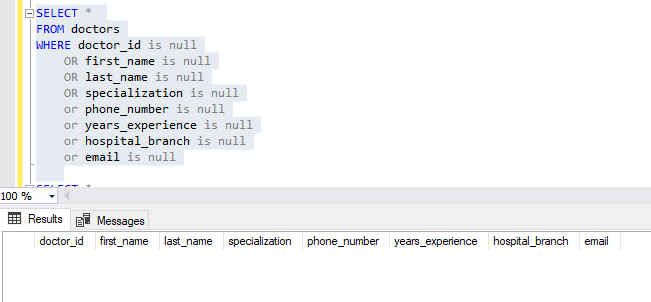 SELECT *
FROM doctors
WHERE doctor_id is null
OR first_name is null
OR last_name is null
OR specialization is null
or phone_number is null
or years_experience is null
or hospital_branch is null
or email is null
100 %
Results Messages
doctor_id first_name last_name specialization phone_number years_experience hospital_branch email